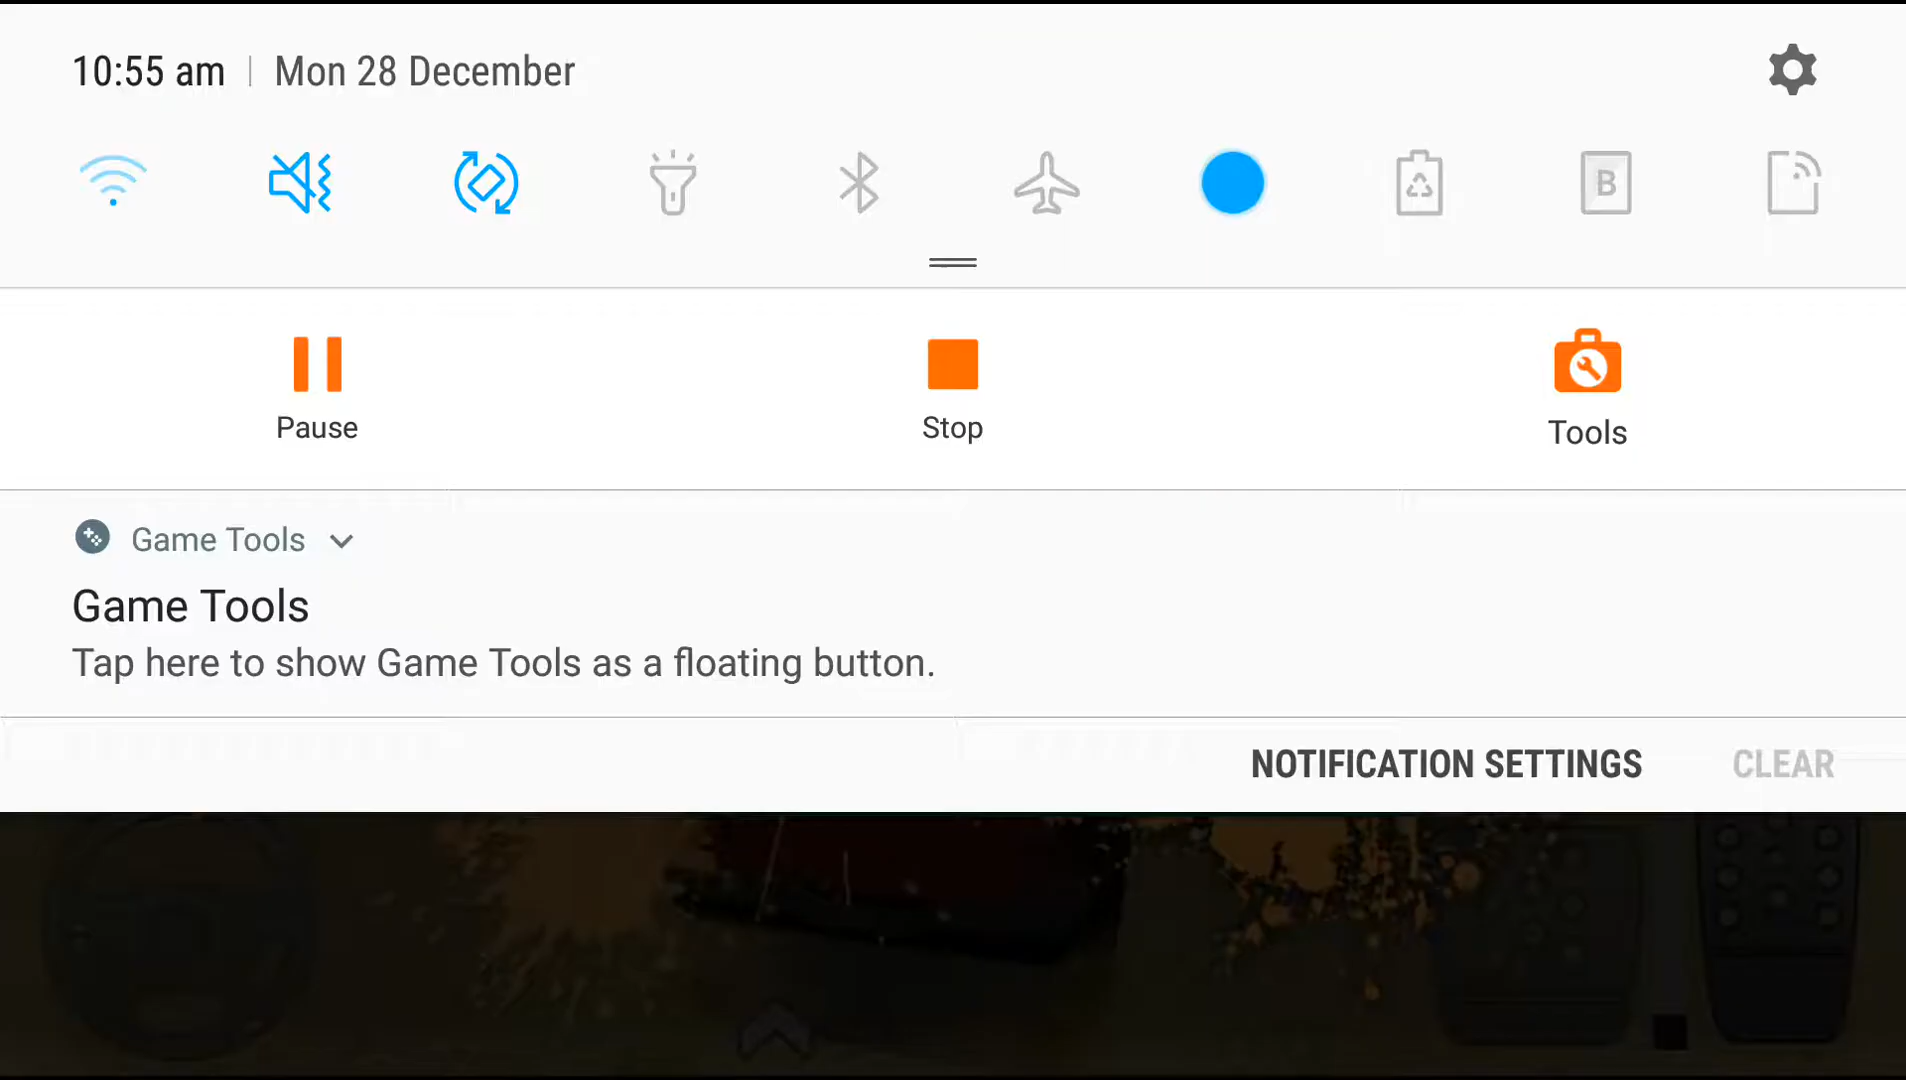 10:55 am | Mon 28 December
B
Pause
Stop
Tools
Game Tools
Game Tools
Tap here to show Game Tools as a floating button.
NOTIFICATION SETTINGS
CLEAR